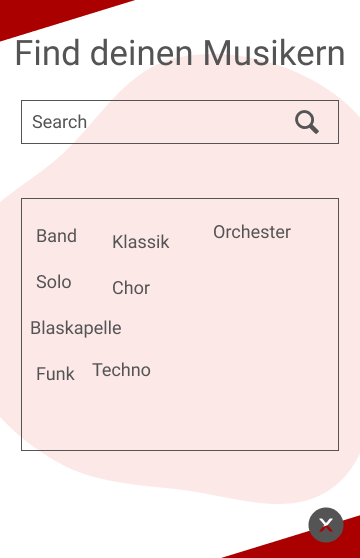 Find deinen Musikern
Search
Band Klassik Orchester
Solo Chor
Blaskapelle
Funk Techno